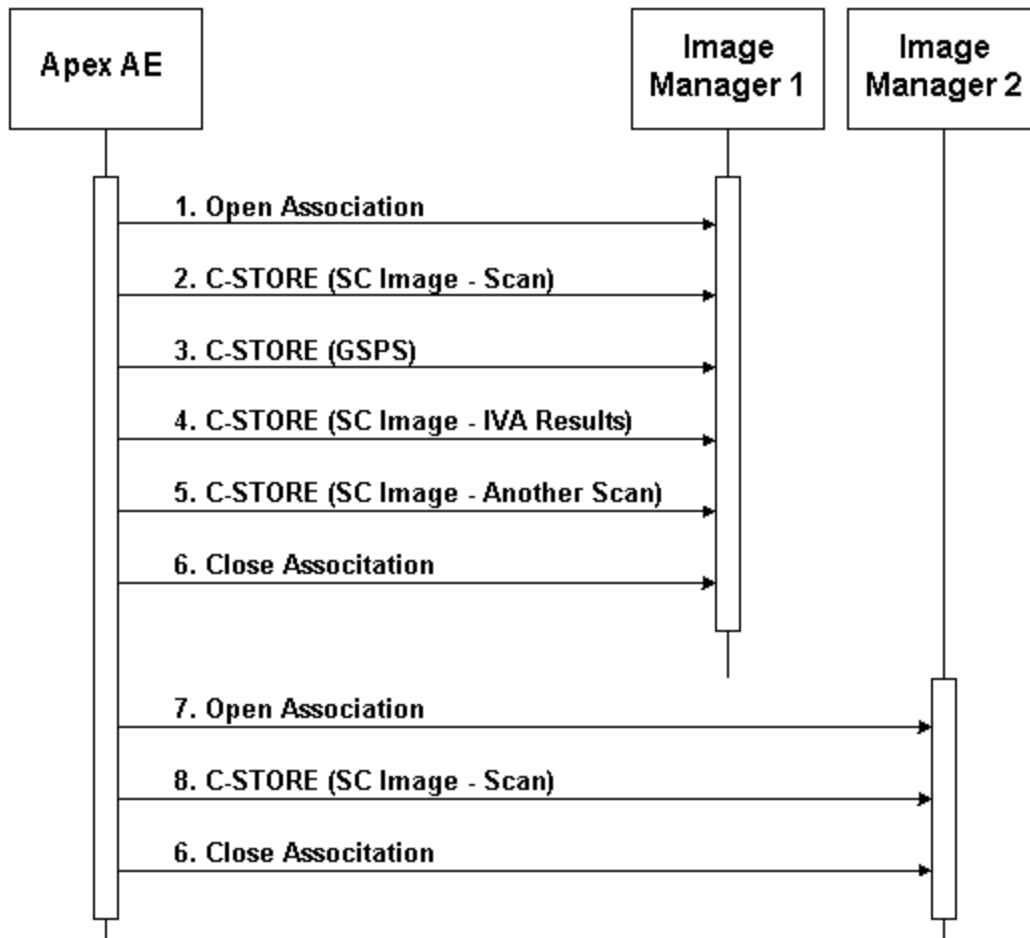 Apex AE
Image
Manager 1
Image
Manager 2
1. Open Association
2. C-STORE (SC Image - Scan)
3. C-STORE (GSPS)
4. C-STORE (SC Image - IVA Results)
5. C-STORE (SC Image - Another Scan)
6. Close Associtation
7. Open Association
8. C-STORE (SC Image - Scan)
6. Close Associtation